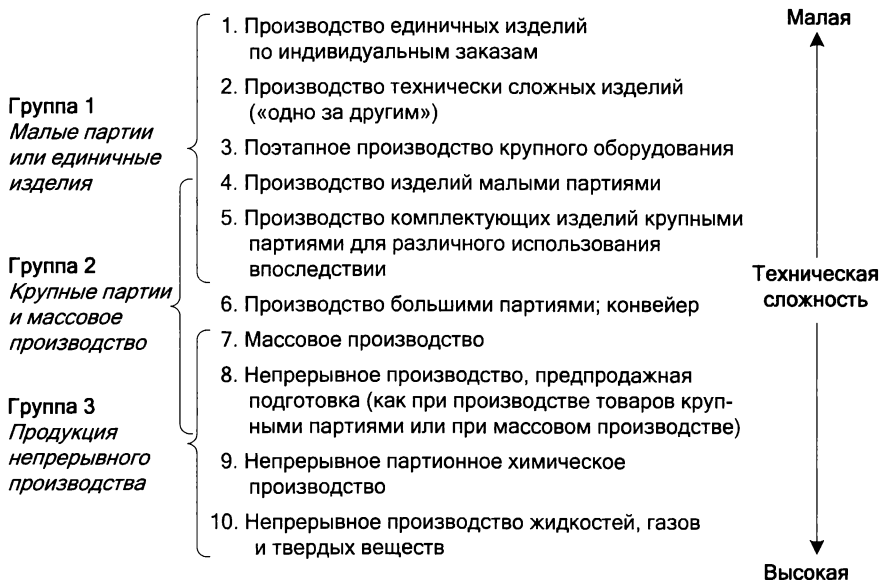 Малая
1. Производство единичных изделий
по индивидуальным заказам
2. Производство технически сложных изделий
(«одно за другим»)
Группа 1
Малые партии
или единичные
изделия
3. Поэтапное производство крупного оборудования
4. Производство изделий малыми партиями
5. Производство комплектующих изделий крупными
партиями для различного использования
впоследствии
Группа 2
Крупные партии
и массовое
производство
Техническая
сложность
6. Производство большими партиями; конвейер
7. Массовое производство
8. Непрерывное производство, предпродажная
подготовка (как при производстве товаров круп-
ными партиями или при массовом производстве)
Группа 3
Продукция
непрерывного
производства
9. Непрерывное партионное химическое
производство
10. Непрерывное производство жидкостей, газов
и твердых веществ
Высокая